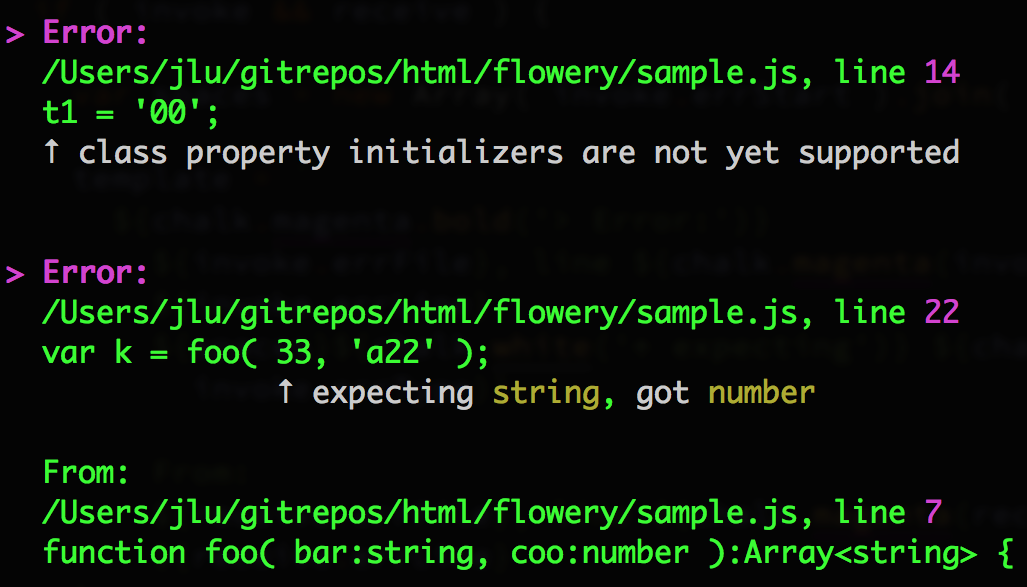 > Error:
/Users/jlu/gitrepos/html/flowery/sample.js, line 14
t1 = '00';
↑ class property initializers are not yet supported
> Error:
/Users/jlu/gitrepos/html/flowery/sample.js, line 22
var k = foo( 33, 'a22' );
↑ expecting string, got number
From:
/Users/jlu/gitrepos/html/flowery/sample.js, line 7
function foo( bar:string, coo:number ):Array<string> {